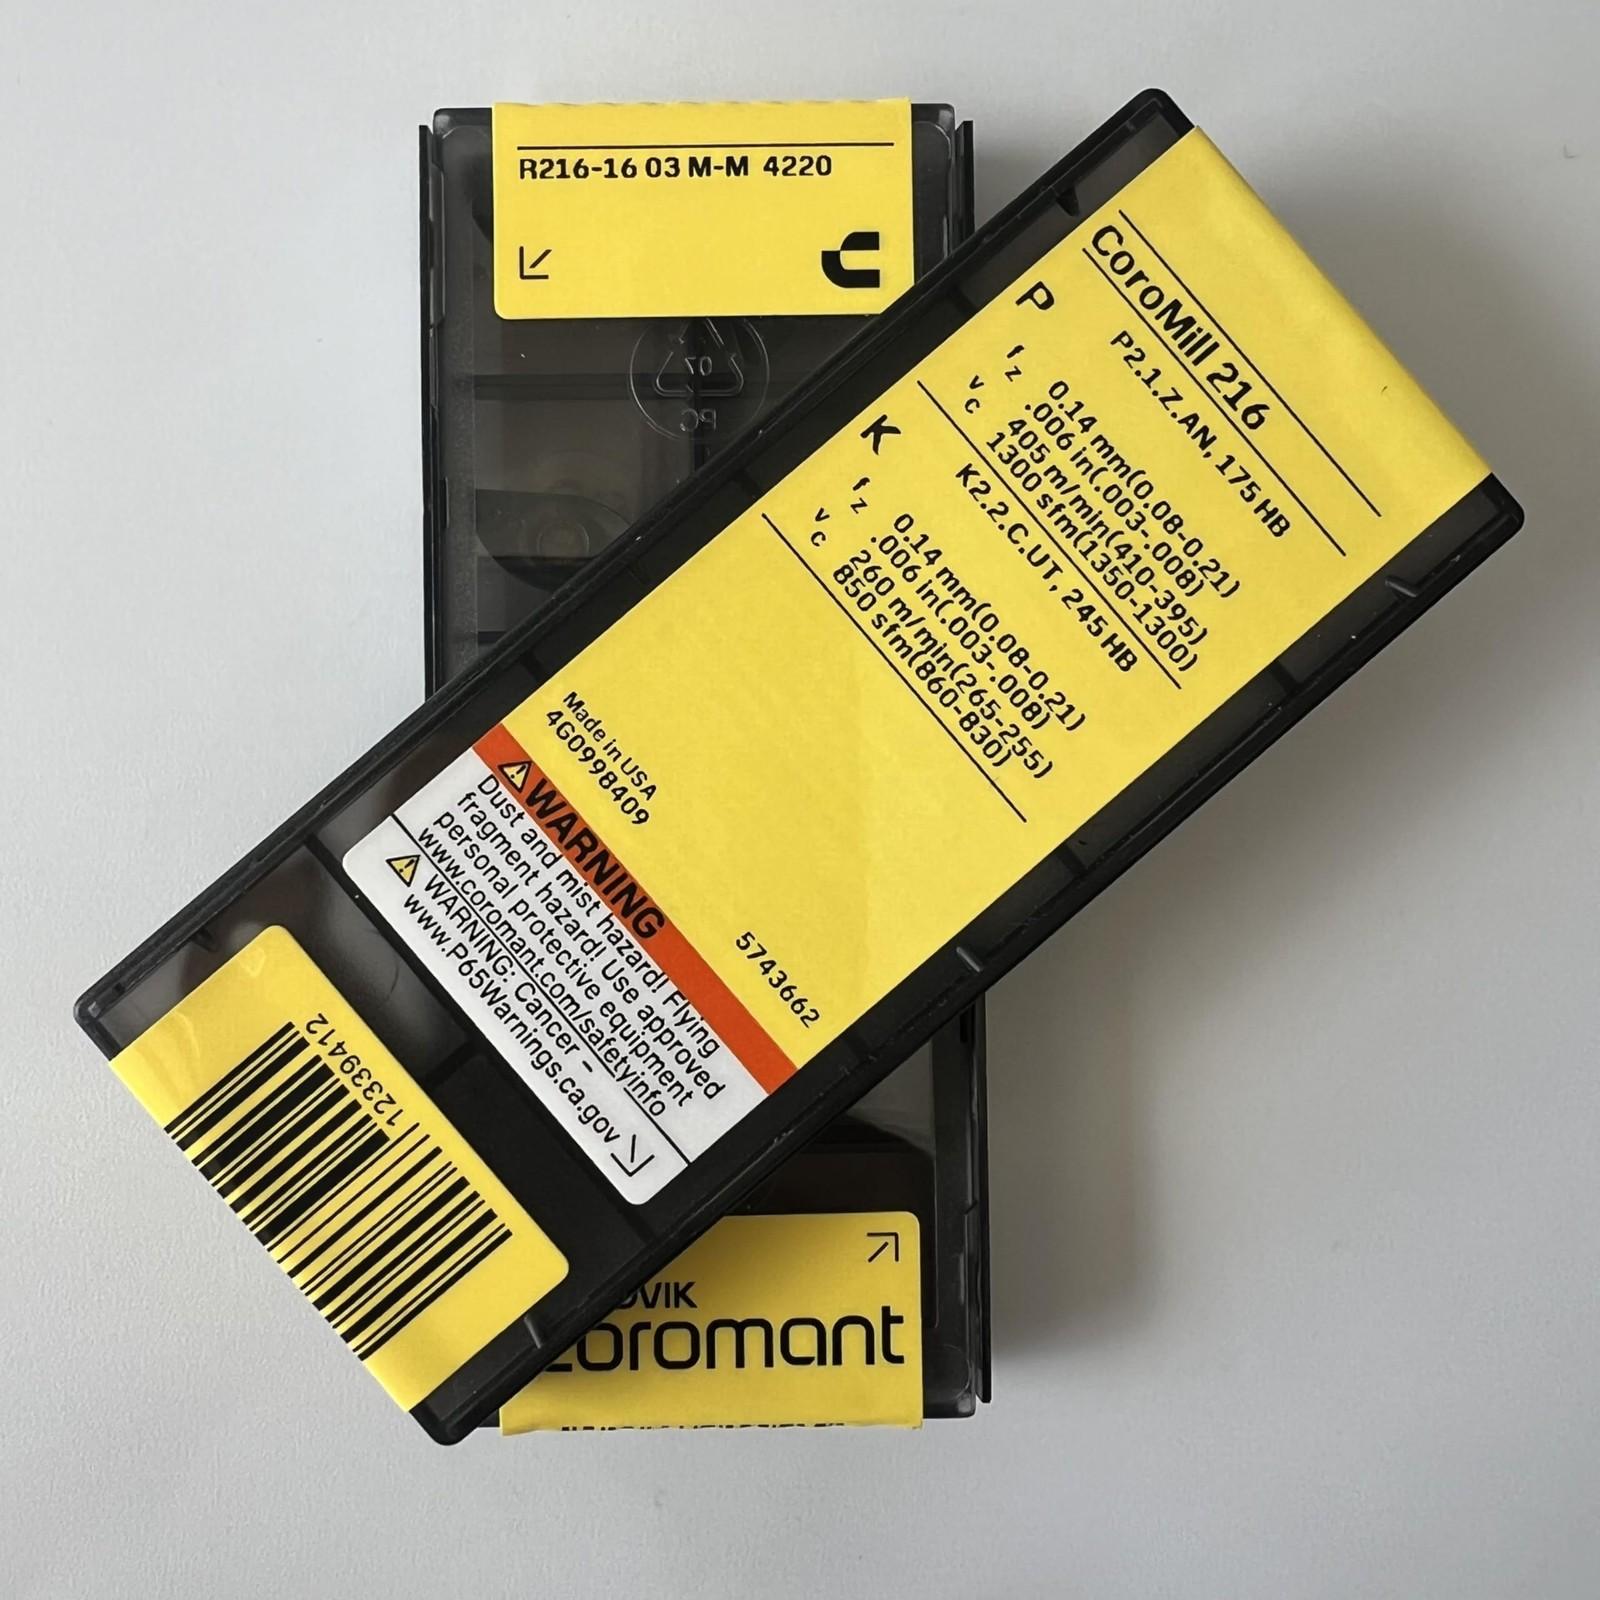 R216-16 03 M-M 4220
07
PC
CoroMill 216
P
P2.1.Z.AN, 175 HB
fz 0.14 mm(0.08-0.21)
.006 in(.003-.008)
vc 405 m/min(410-395)
1300 sfm(1350-1300)
K
K2.2.C.UT, 245 HB
fz 0.14 mm(0.08-0.21)
.006 in(.003-.008)
vc 260 m/min(265-255)
850 sfm(860-830)
Made in USA
4G0998409
5743662
WARNING
Dust and mist hazard! Flying
fragment hazard! Use approved
personal protective equipment
www.coromant.com/safetyinfo
WARNING: Cancer –
www.P65Warnings.ca.gov
12339412
DVIK
coromant